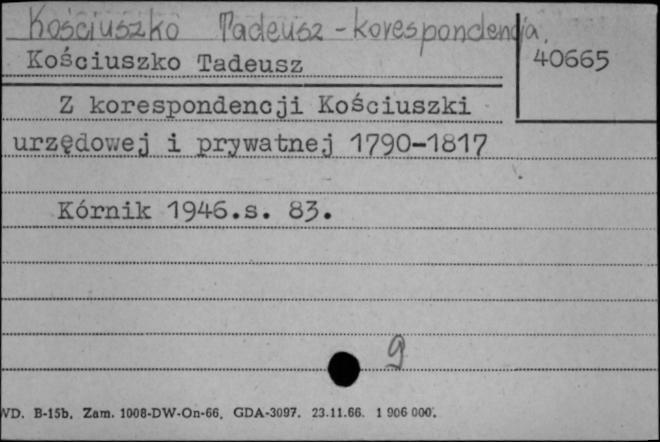 Kościuszko Tadeusz - korespondencja.
Kościuszko Tadeusz
40665
Z korespondencji Kościuszki
urzędowej i prywatnej 1790-1817
Kórnik 1946.s. 83.
9
WD. B-15b. Zam. 1008-DW-On-66. GDA-3097. 23.11.66. 1 906 000.